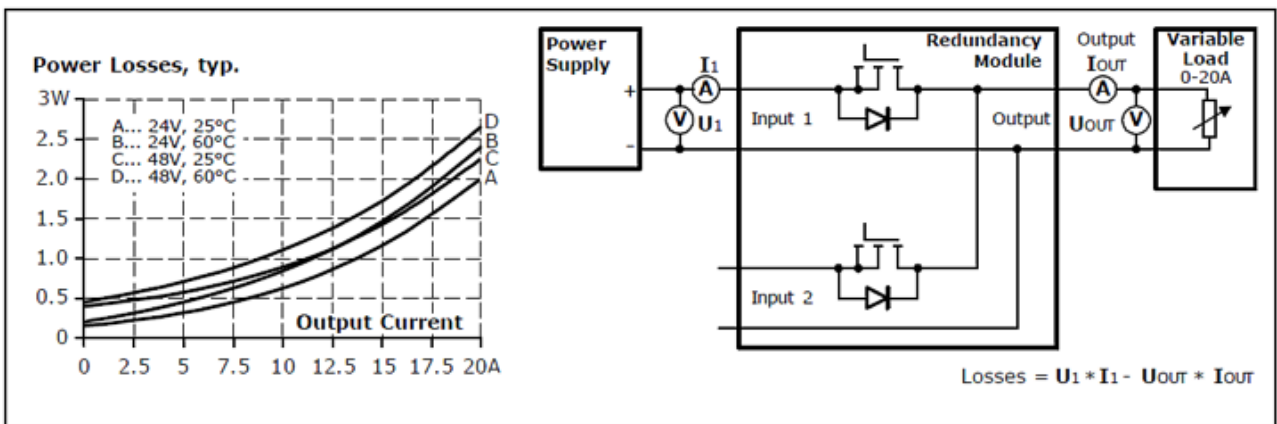 Power Losses, typ.
3W
2.5
2.0
1.5
1.0
0.5
0
A... 24V, 25°C
B... 24V, 60°C
C... 48V, 25°C
D... 48V, 60°C
D
B
C
A
Output Current
0 2.5 5 7.5 10 12.5 15 17.5 20A
Power
Supply
+
-
I1
A
V
U1
Redundancy
Module
Input 1
Output
Input 2
Output
IOUT
A
UOUT
V
Variable
Load
0-20A
Losses = U1 * I1 - UOUT * IOUT